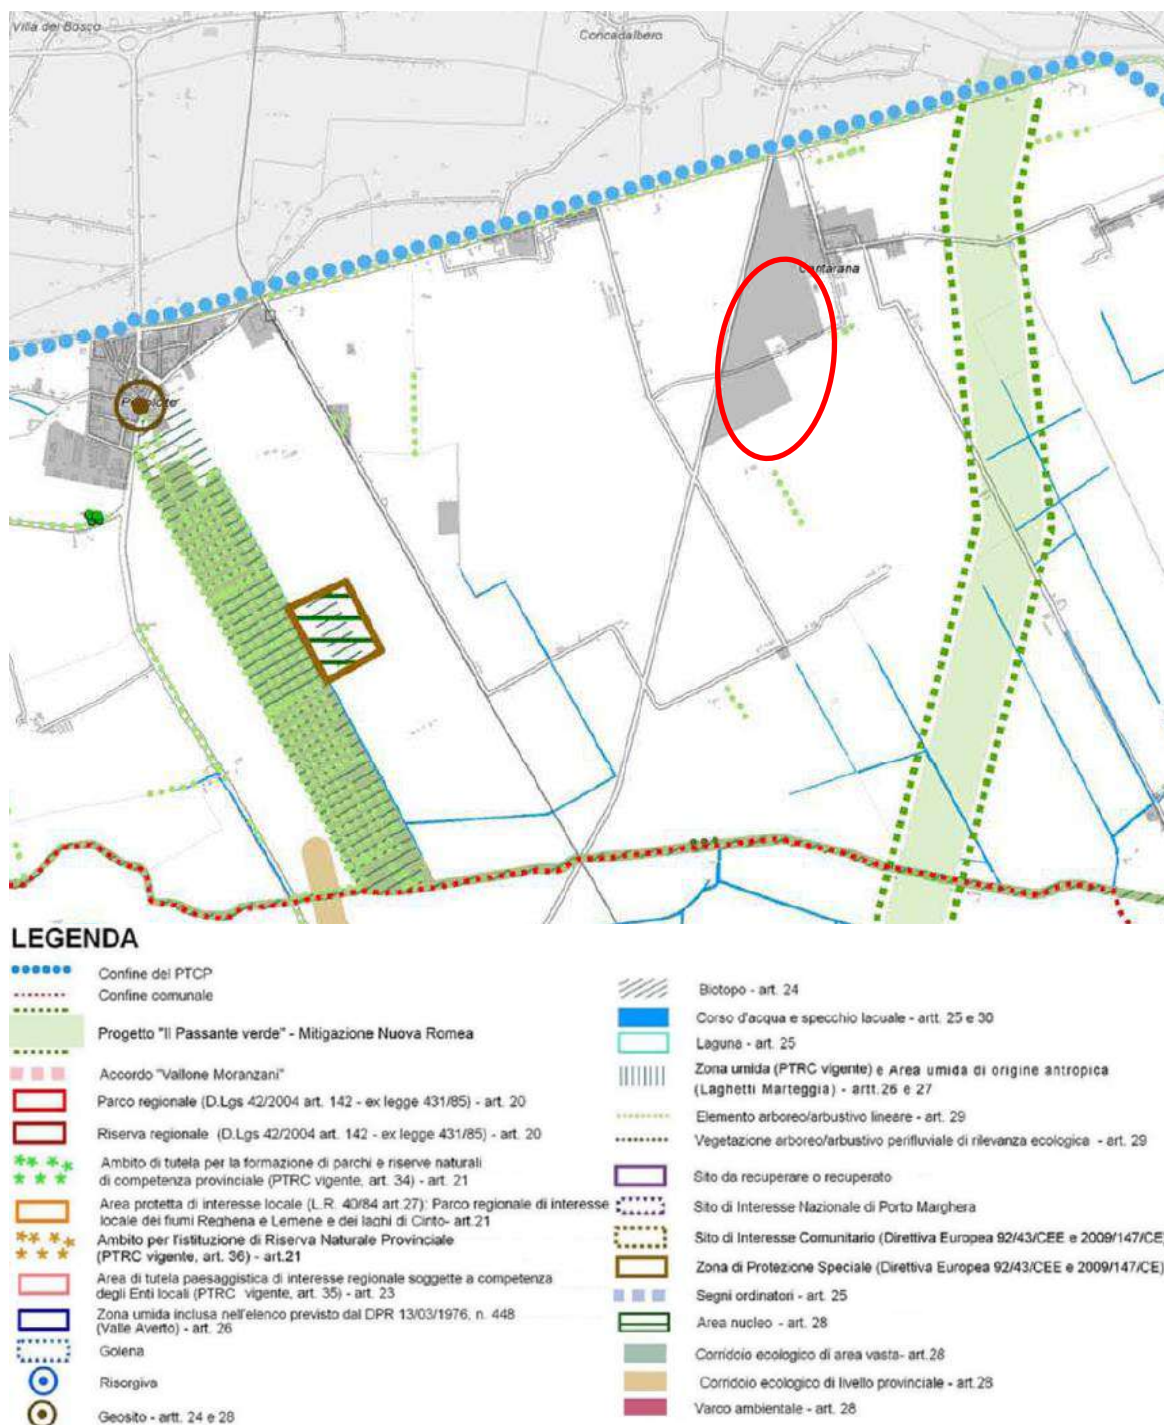 Villa del Bosco
Concadalbero
Cantarana
LEGENDA
Confine del PTCP
Confine comunale
Progetto "Il Passante verde" - Mitigazione Nuova Romea
Accordo "Vallone Moranzani"
Parco regionale (D.Lgs 42/2004 art. 142 - ex legge 431/85) - art. 20
Riserva regionale (D.Lgs 42/2004 art. 142 - ex legge 431/85) - art. 20
Ambito di tutela per la formazione di parchi e riserve naturali
di competenza provinciale (PTRC vigente, art. 34) - art. 21
Area protetta di interesse locale (L.R. 40/84 art.27): Parco regionale di interesse
locale dei fiumi Reghena e Lemene e dei laghi di Cinto- art.21
Ambito per l'istituzione di Riserva Naturale Provinciale
(PTRC vigente, art. 36) - art.21
Area di tutela paesaggistica di interesse regionale soggette a competenza
degli Enti locali (PTRC vigente, art. 35) - art. 23
Zona umida inclusa nell'elenco previsto dal DPR 13/03/1976, n. 448
(Valle Averto) - art. 26
Golena
Risorgiva
Geosito - artt. 24 e 28
Biotopo - art. 24
Corso d'acqua e specchio lacuale - artt. 25 e 30
Laguna - art. 25
Zona umida (PTRC vigente) e Area umida di origine antropica
(Laghetti Marteggia) - artt. 26 e 27
Elemento arboreo/arbustivo lineare - art. 29
Vegetazione arboreo/arbustivo perifluviale di rilevanza ecologica - art. 29
Sito da recuperare o recuperato
Sito di Interesse Nazionale di Porto Marghera
Sito di Interesse Comunitario (Direttiva Europea 92/43/CEE e 2009/147/CE)
Zona di Protezione Speciale (Direttiva Europea 92/43/CEE e 2009/147/CE)
Segni ordinatori - art. 25
Area nucleo - art. 28
Corridoio ecologico di area vasta- art.28
Corridoio ecologico di livello provinciale - art.28
Varco ambientale - art. 28